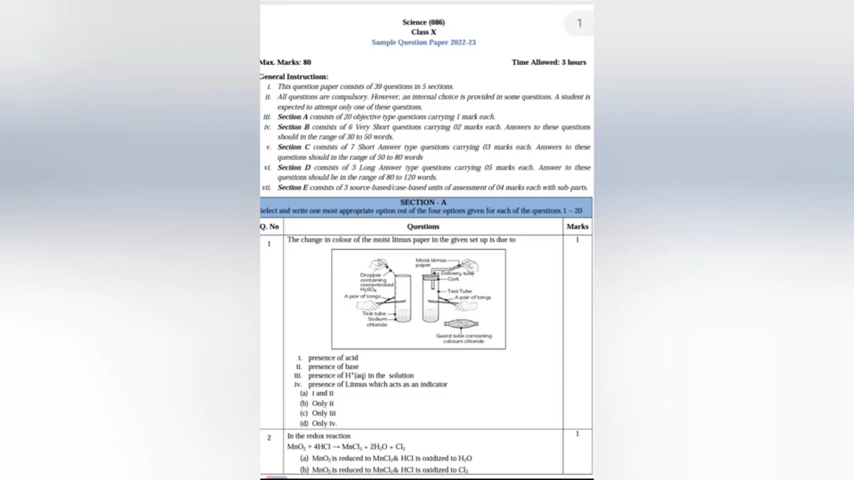 1
Science (086)
Class X
Sample Question Paper 2022-23
Max. Marks: 80 Time Allowed: 3 hours
General Instructions:
i. This question paper consists of 39 questions in 5 sections.
ii. All questions are compulsory. However, an internal choice is provided in some questions. A student is
expected to attempt only one of these questions.
iii. Section A consists of 20 objective type questions carrying 1 mark each.
iv. Section B consists of 6 Very Short questions carrying 02 marks each. Answers to these questions
should in the range of 30 to 50 words.
v. Section C consists of 7 Short Answer type questions carrying 03 marks each. Answers to these
questions should in the range of 50 to 80 words
vi. Section D consists of 3 Long Answer type questions carrying 05 marks each. Answer to these
questions should be in the range of 80 to 120 words.
vii. Section E consists of 3 source-based/case-based units of assessment of 04 marks each with sub-parts.
SECTION - A
Select and write one most appropriate option out of the four options given for each of the questions 1 – 20
Q. No Questions Marks
1 The change in colour of the moist litmus paper in the given set up is due to 1
Moist litmus
paper
Delivery tube
Cork
Dropper
containing
concentrated
H₂SO₄
A pair of tongs
Test Tube
A pair of tongs
Test tube
Sodium
chloride
Guard tube containing
calcium chloride
i. presence of acid
ii. presence of base
iii. presence of H⁺(aq) in the solution
iv. presence of Litmus which acts as an indicator
(a) i and ii
(b) Only ii
(c) Only iii
(d) Only iv.
2 In the redox reaction 1
MnO₂ + 4HCl → MnCl₂ + 2H₂O + Cl₂
(a) MnO₂ is reduced to MnCl₂& HCl is oxidized to H₂O
(b) MnO₂ is reduced to MnCl₂& HCl is oxidized to Cl₂